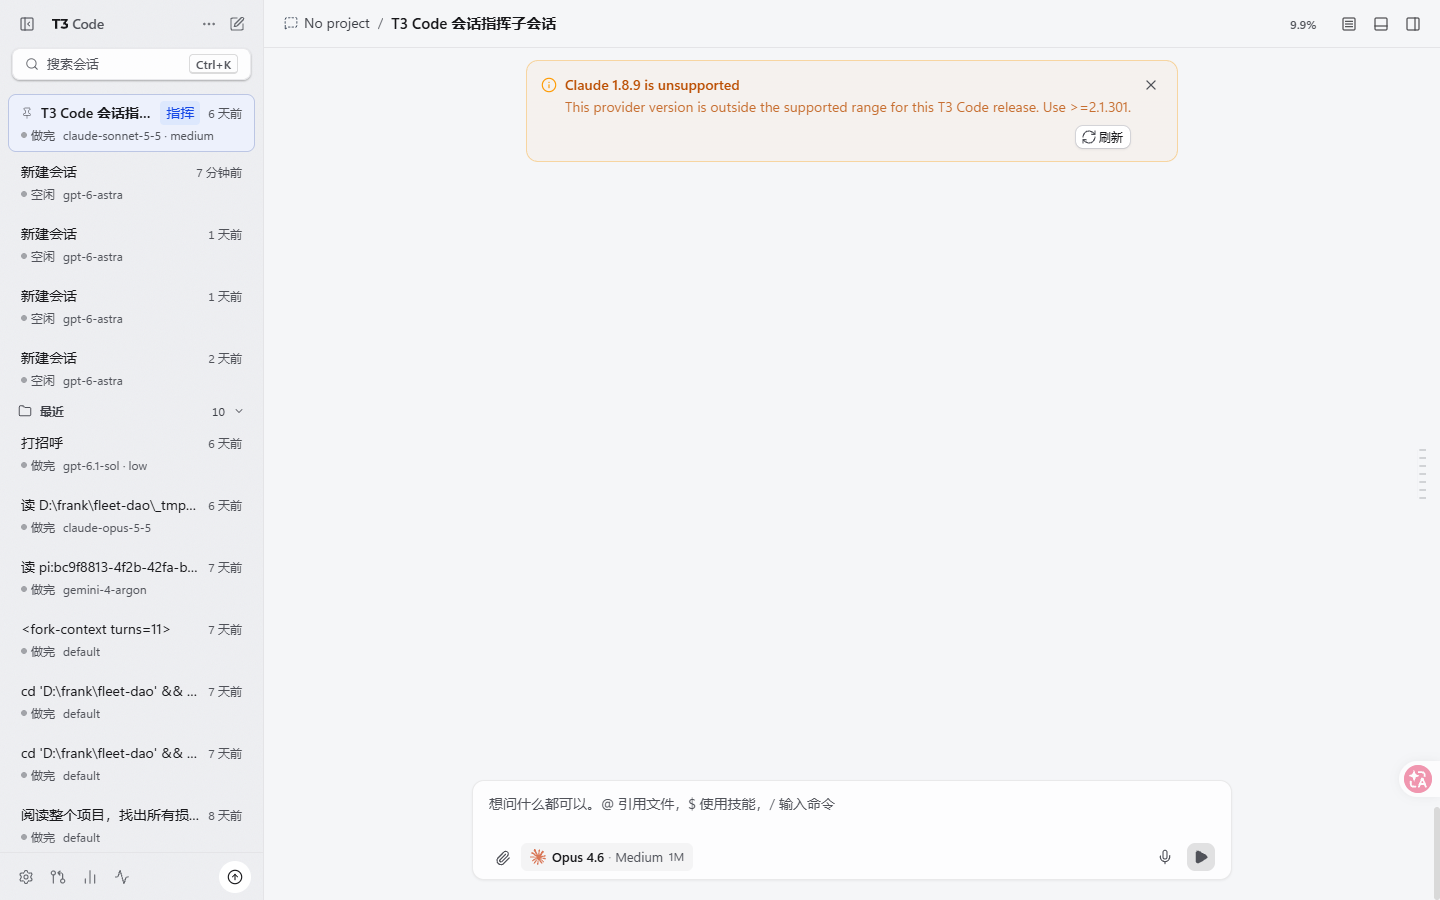 T3 Code
搜索会话 Ctrl+K
T3 Code 会话指... 指挥 6 天前
做完 claude-sonnet-5-5 · medium
新建会话 7 分钟前
空闲 gpt-6-astra
新建会话 1 天前
空闲 gpt-6-astra
新建会话 1 天前
空闲 gpt-6-astra
新建会话 2 天前
空闲 gpt-6-astra
最近 10
打招呼 6 天前
做完 gpt-6.1-sol · low
读 D:\frank\fleet-dao\_tmp... 6 天前
做完 claude-opus-5-5
读 pi:bc9f8813-4f2b-42fa-b... 7 天前
做完 gemini-4-argon
<fork-context turns=11> 7 天前
做完 default
cd 'D:\frank\fleet-dao' && ... 7 天前
做完 default
cd 'D:\frank\fleet-dao' && ... 7 天前
做完 default
阅读整个项目，找出所有损... 8 天前
做完 default
No project / T3 Code 会话指挥子会话
9.9%
Claude 1.8.9 is unsupported
This provider version is outside the supported range for this T3 Code release. Use >=2.1.301.
刷新
想问什么都可以。@ 引用文件，$ 使用技能，/ 输入命令
Opus 4.6 · Medium 1M